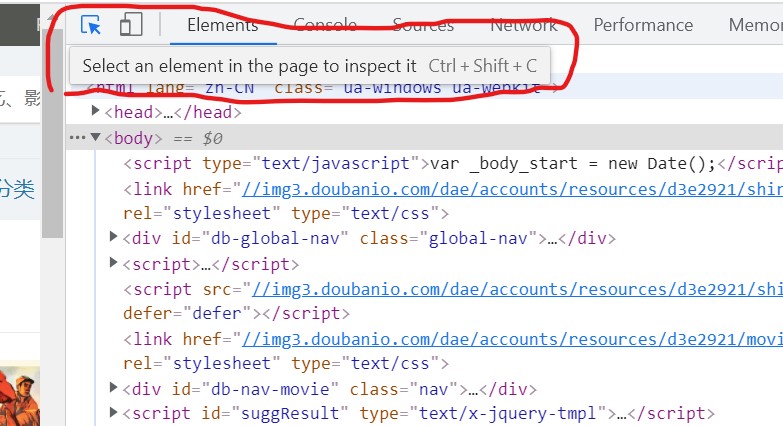 Elements Console Sources Network Performance Memor
Select an element in the page to inspect it Ctrl + Shift + C
<html lang="zh-CN" class="ua-windows ua-webkit">
艺、影
▶<head>…</head>
•••▼<body> == $0
<script type="text/javascript">var _body_start = new Date();</scrip
分类
<link href="//img3.doubanio.com/dae/accounts/resources/d3e2921/shir
rel="stylesheet" type="text/css">
▶<div id="db-global-nav" class="global-nav">…</div>
▶<script>…</script>
<script src="//img3.doubanio.com/dae/accounts/resources/d3e2921/shi
defer="defer"></script>
<link href="//img3.doubanio.com/dae/accounts/resources/d3e2921/movi
rel="stylesheet" type="text/css">
▶<div id="db-nav-movie" class="nav">…</div>
▶<script id="suggResult" type="text/x-jquery-tmpl">…</script>